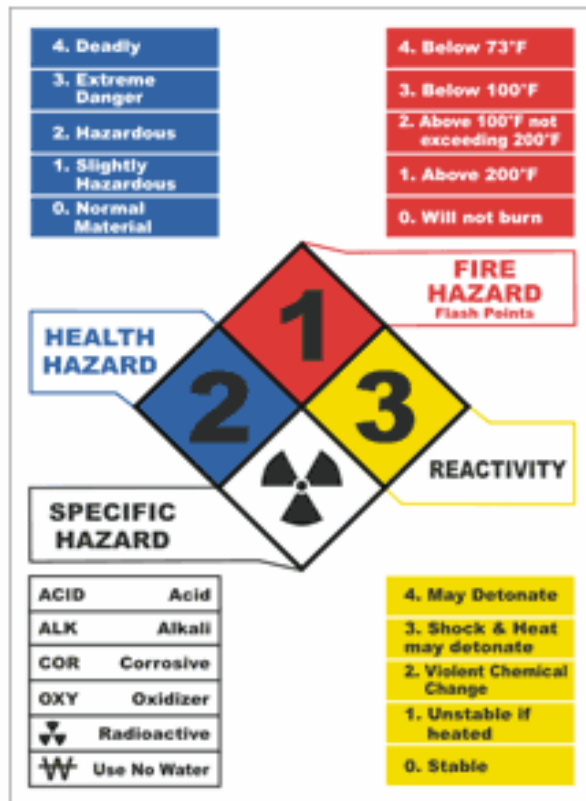 4. Deadly
3. Extreme
Danger
2. Hazardous
1. Slightly
Hazardous
0. Normal
Material
4. Below 73°F
3. Below 100°F
2. Above 100°F not
exceeding 200°F
1. Above 200°F
0. Will not burn
FIRE
HAZARD
Flash Points
HEALTH
HAZARD
1
2
3
REACTIVITY
SPECIFIC
HAZARD
ACID Acid
ALK Alkali
COR Corrosive
OXY Oxidizer
Radioactive
W Use No Water
4. May Detonate
3. Shock & Heat
may detonate
2. Violent Chemical
Change
1. Unstable if
heated
0. Stable